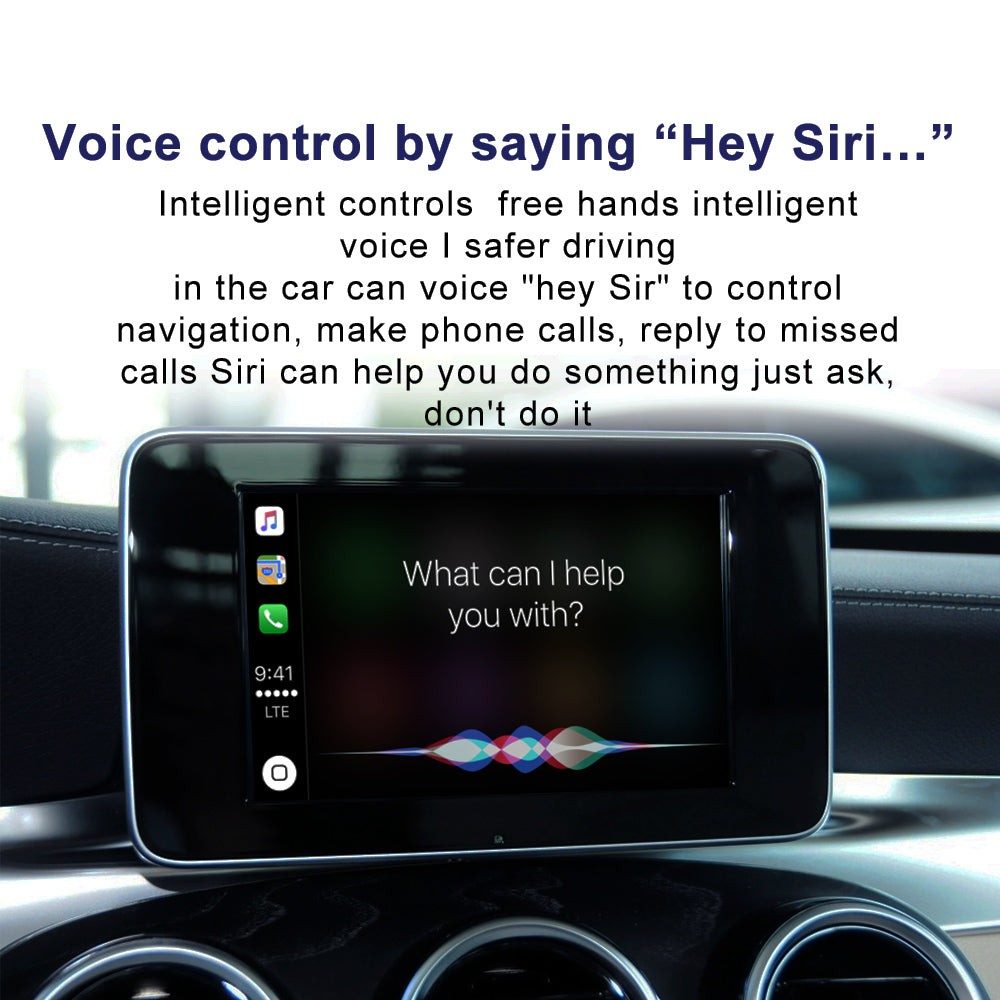 Voice control by saying “Hey Siri...”
Intelligent controls  free hands intelligent
voice I safer driving
in the car can voice "hey Sir" to control
navigation, make phone calls, reply to missed
calls Siri can help you do something just ask,
don't do it
What can I help
you with?
9:41
LTE